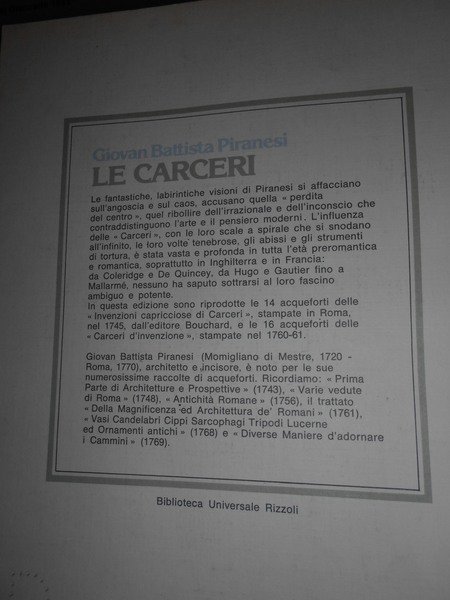 Giovan Battista Piranesi
LE CARCERI
Le fantastiche, labirintiche visioni di Piranesi si affacciano
sull'angoscia e sul caos, accusano quella « perdita
del centro », quel ribollire dell'irrazionale e dell'inconscio che
contraddistinguono l'arte e il pensiero moderni. L'influenza
delle « Carceri », con le loro scale a spirale che si snodano
all'infinito, le loro volte tenebrose, gli abissi e gli strumenti
di tortura, è stata vasta e profonda in tutta l'età preromantica
e romantica, soprattutto in Inghilterra e in Francia:
da Coleridge e De Quincey, da Hugo e Gautier fino a
Mallarmé, nessuno ha saputo sottrarsi al loro fascino
ambiguo e potente.
In questa edizione sono riprodotte le 14 acqueforti delle
« Invenzioni capricciose di Carceri », stampate in Roma,
nel 1745, dall'editore Bouchard, e le 16 acqueforti delle
« Carceri d'invenzione », stampate nel 1760-61.
Giovan Battista Piranesi (Momigliano di Mestre, 1720 -
Roma, 1770), architetto e incisore, è noto per le sue
numerosissime raccolte di acqueforti. Ricordiamo: « Prima
Parte di Architetture e Prospettive » (1743), « Varie vedute
di Roma » (1748), « Antichità Romane » (1756), il trattato
« Della Magnificenza ed Architettura de' Romani » (1761),
« Vasi Candelabri Cippi Sarcophagi Tripodi Lucerne
ed Ornamenti antichi » (1768) e « Diverse Maniere d'adornare
i Cammini » (1769).
Biblioteca Universale Rizzoli